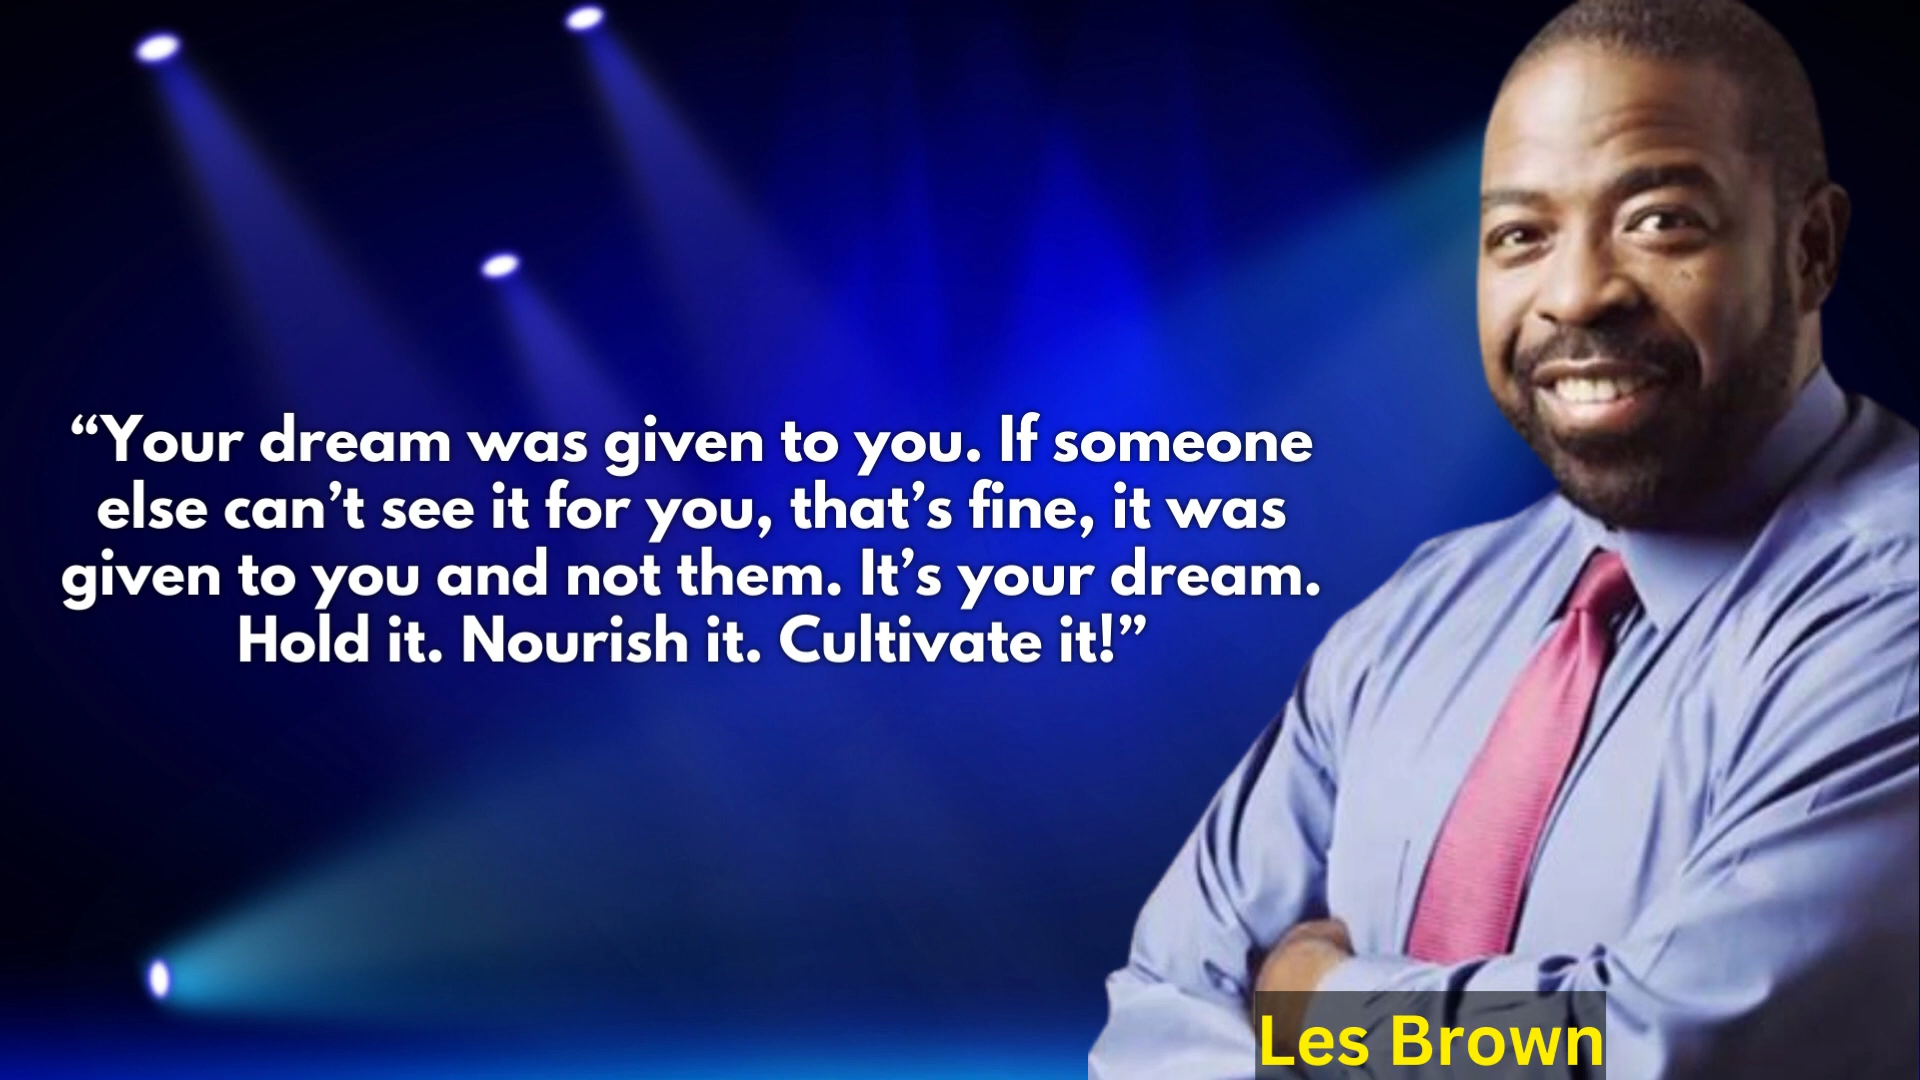 “Your dream was given to you. If someone
else can’t see it for you, that’s fine, it was
given to you and not them. It’s your dream.
Hold it. Nourish it. Cultivate it!”
Les Brown